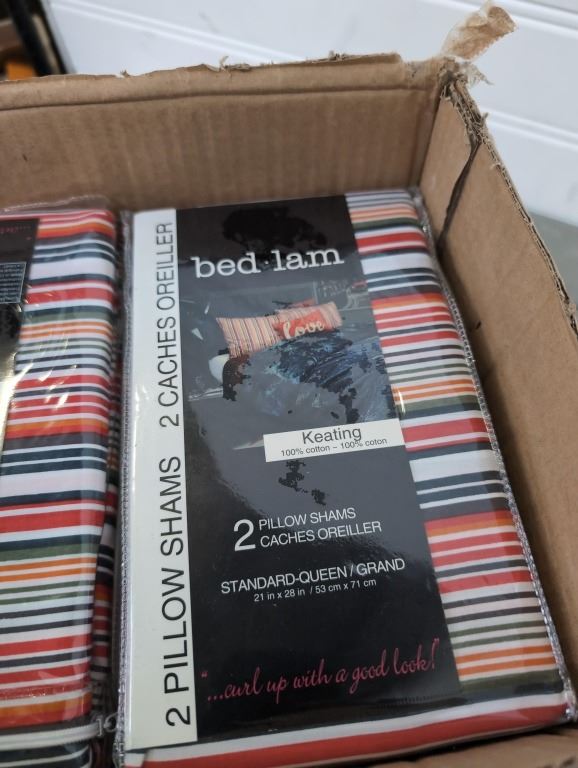 2 PILLOW SHAMS 2 CACHES OREILLER
bed·lam
love
Keating
100% cotton ~ 100% coton
2 PILLOW SHAMS
CACHES OREILLER
STANDARD-QUEEN / GRAND
21 in x 28 in / 53 cm x 71 cm
"...curl up with a good look!"